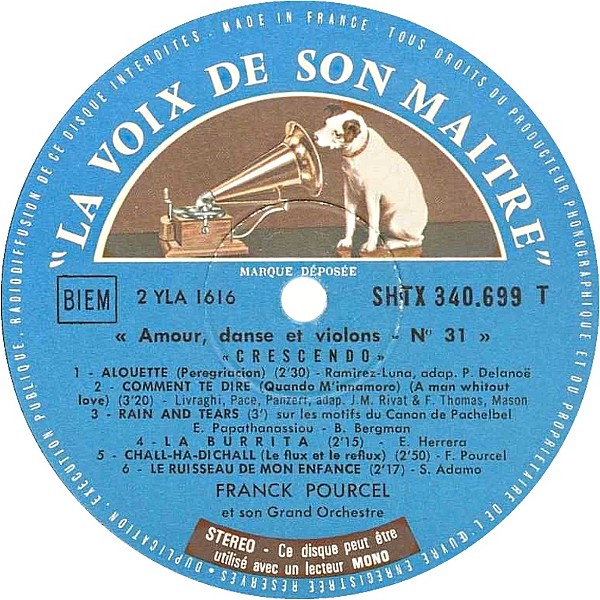 MADE IN FRANCE · TOUS DROITS DU PRODUCTEUR PHONOGRAPHIQUE ET DU PROPRIETAIRE DE L'ŒUVRE ENREGISTRÉE RÉSERVÉS · DUPLICATION · EXÉCUTION PUBLIQUE · RADIODIFFUSION DE CE DISQUE INTERDITES ·
"LA VOIX DE SON MAITRE"
MARQUE DÉPOSÉE
BIEM 2 YLA 1616 SHTX 340.699 T
« Amour, danse et violons - Nº 31 »
« CRESCENDO »
1 - ALOUETTE (Peregriacion) (2'30) - Ramirez-Luna, adap. P. Delanoë
2 - COMMENT TE DIRE (Quando M'innamoro) (A man whitout
love) (3'20) - Livraghi, Pace, Panzeri, adap. J.M. Rivat & F. Thomas, Mason
3 - RAIN AND TEARS (3') sur les motifs du Canon de Pachelbel
E. Papathanassiou - B. Bergman
4 - LA BURRITA (2'15) - E. Herrera
5 - CHALL-HA-DICHALL (Le flux et le reflux) (2'50) - F. Pourcel
6 - LE RUISSEAU DE MON ENFANCE (2'17) - S. Adamo
FRANCK POURCEL
et son Grand Orchestre
STEREO - Ce disque peut être
utilisé avec un lecteur MONO